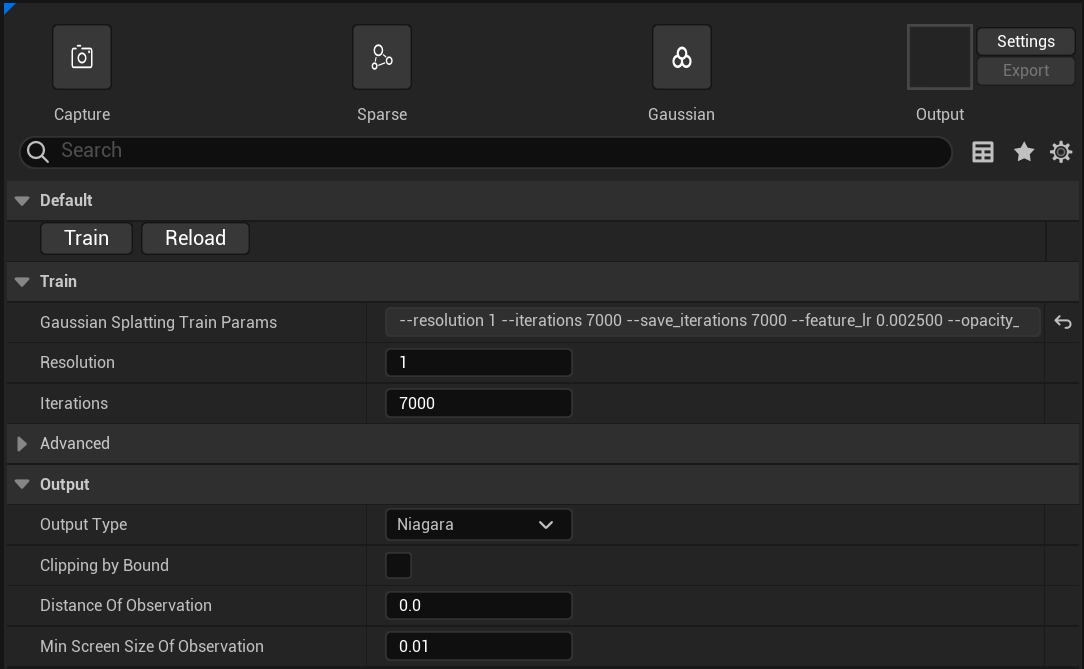 Settings
Export
Capture
Sparse
Gaussian
Output
Search
Default
Train
Reload
Train
Gaussian Splatting Train Params
--resolution 1 --iterations 7000 --save_iterations 7000 --feature_lr 0.002500 --opacity_
Resolution
1
Iterations
7000
Advanced
Output
Output Type
Niagara
Clipping by Bound
Distance Of Observation
0.0
Min Screen Size Of Observation
0.01